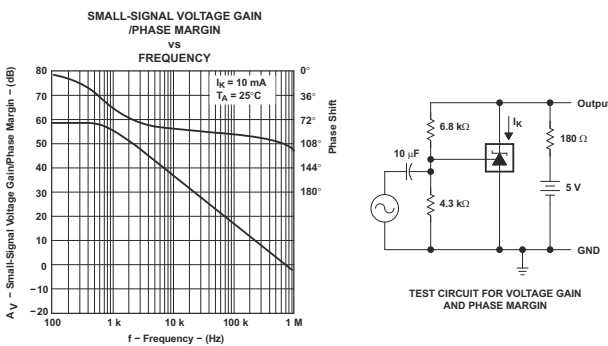 SMALL-SIGNAL VOLTAGE GAIN
/PHASE MARGIN
vs
FREQUENCY
I_K = 10 mA
T_A = 25°C
A_V – Small-Signal Voltage Gain/Phase Margin – (dB)
80
70
60
50
40
30
20
10
0
−10
−20
0°
36°
72°
108°
144°
180°
Phase Shift
100
1 k
10 k
100 k
1 M
f – Frequency – (Hz)
Output
I_K
6.8 kΩ
180 Ω
10 μF
5 V
4.3 kΩ
GND
TEST CIRCUIT FOR VOLTAGE GAIN
AND PHASE MARGIN